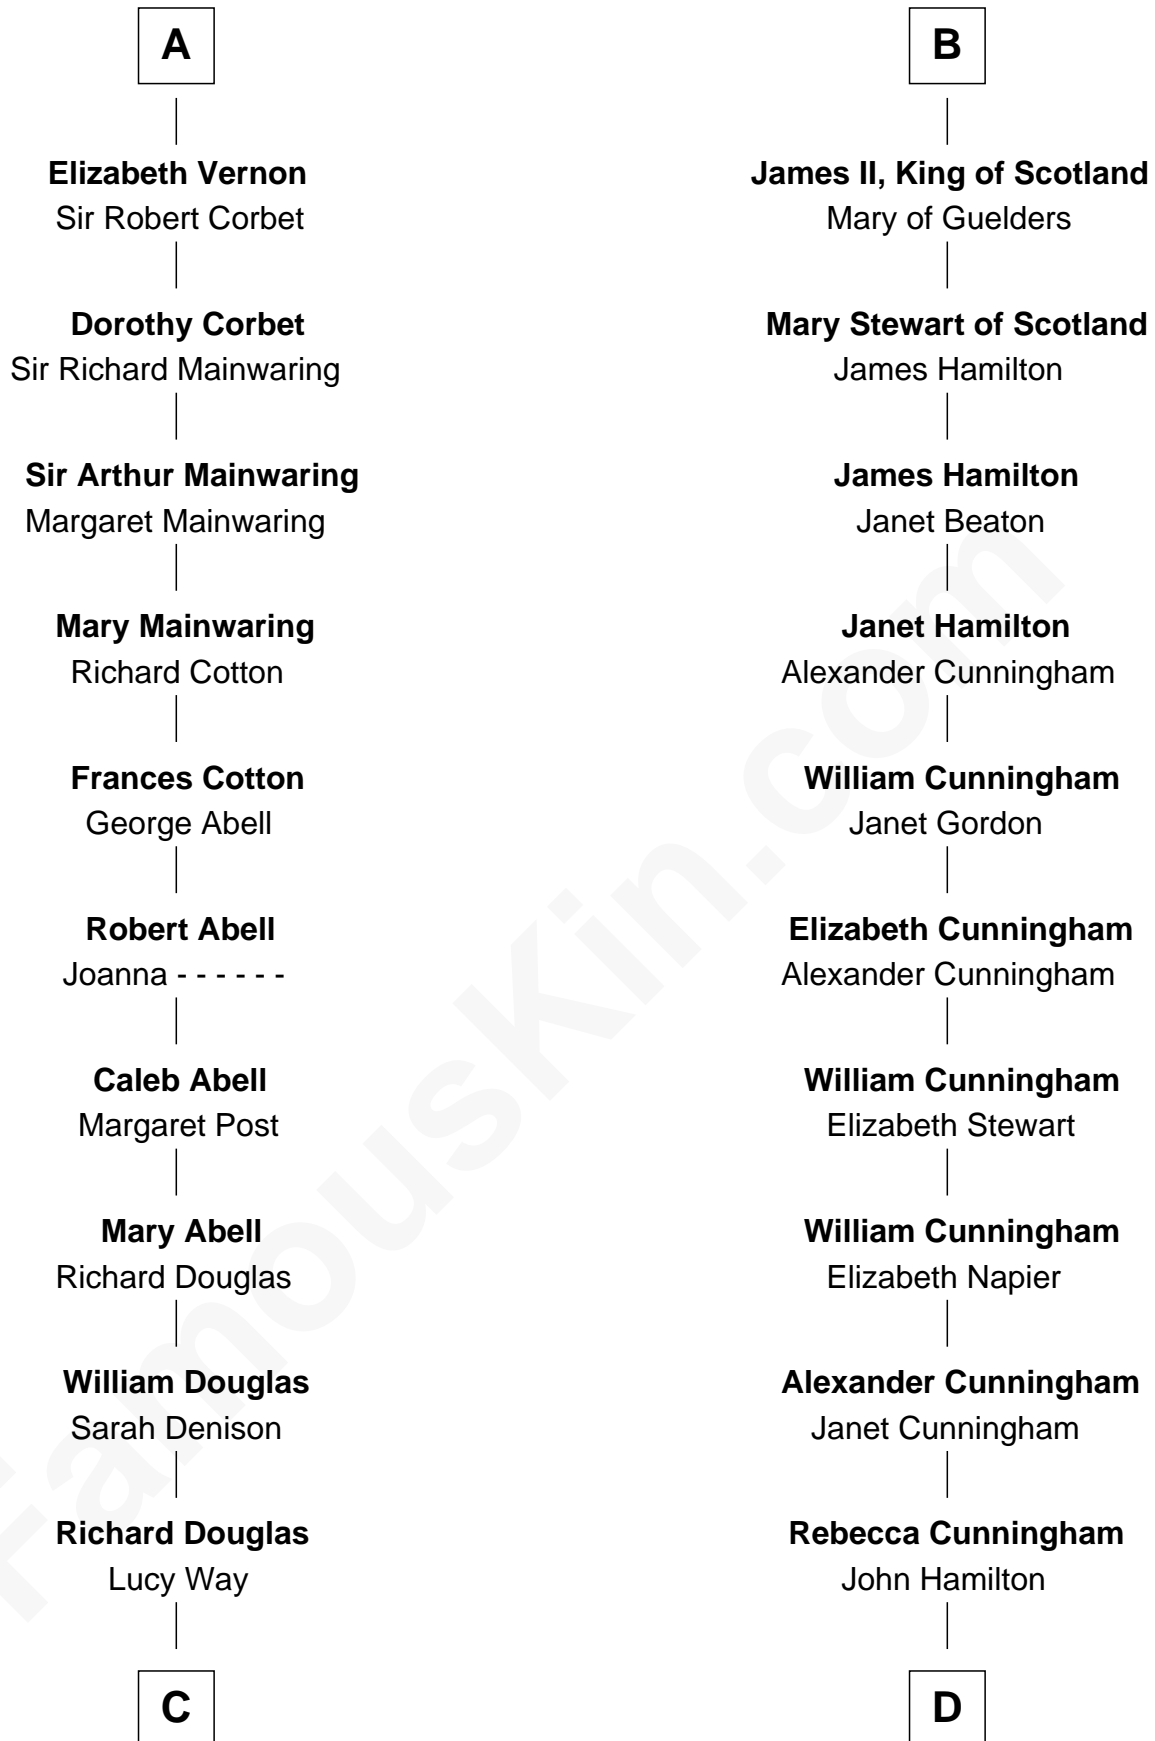 A
Elizabeth Vernon
Sir Robert Corbet
Dorothy Corbet
Sir Richard Mainwaring
Sir Arthur Mainwaring
Margaret Mainwaring
Mary Mainwaring
Richard Cotton
Frances Cotton
George Abell
Robert Abell
Joanna - - - - - -
Caleb Abell
Margaret Post
Mary Abell
Richard Douglas
William Douglas
Sarah Denison
Richard Douglas
Lucy Way
C
B
James II, King of Scotland
Mary of Guelders
Mary Stewart of Scotland
James Hamilton
James Hamilton
Janet Beaton
Janet Hamilton
Alexander Cunningham
William Cunningham
Janet Gordon
Elizabeth Cunningham
Alexander Cunningham
William Cunningham
Elizabeth Stewart
William Cunningham
Elizabeth Napier
Alexander Cunningham
Janet Cunningham
Rebecca Cunningham
John Hamilton
D
FamousKin.com